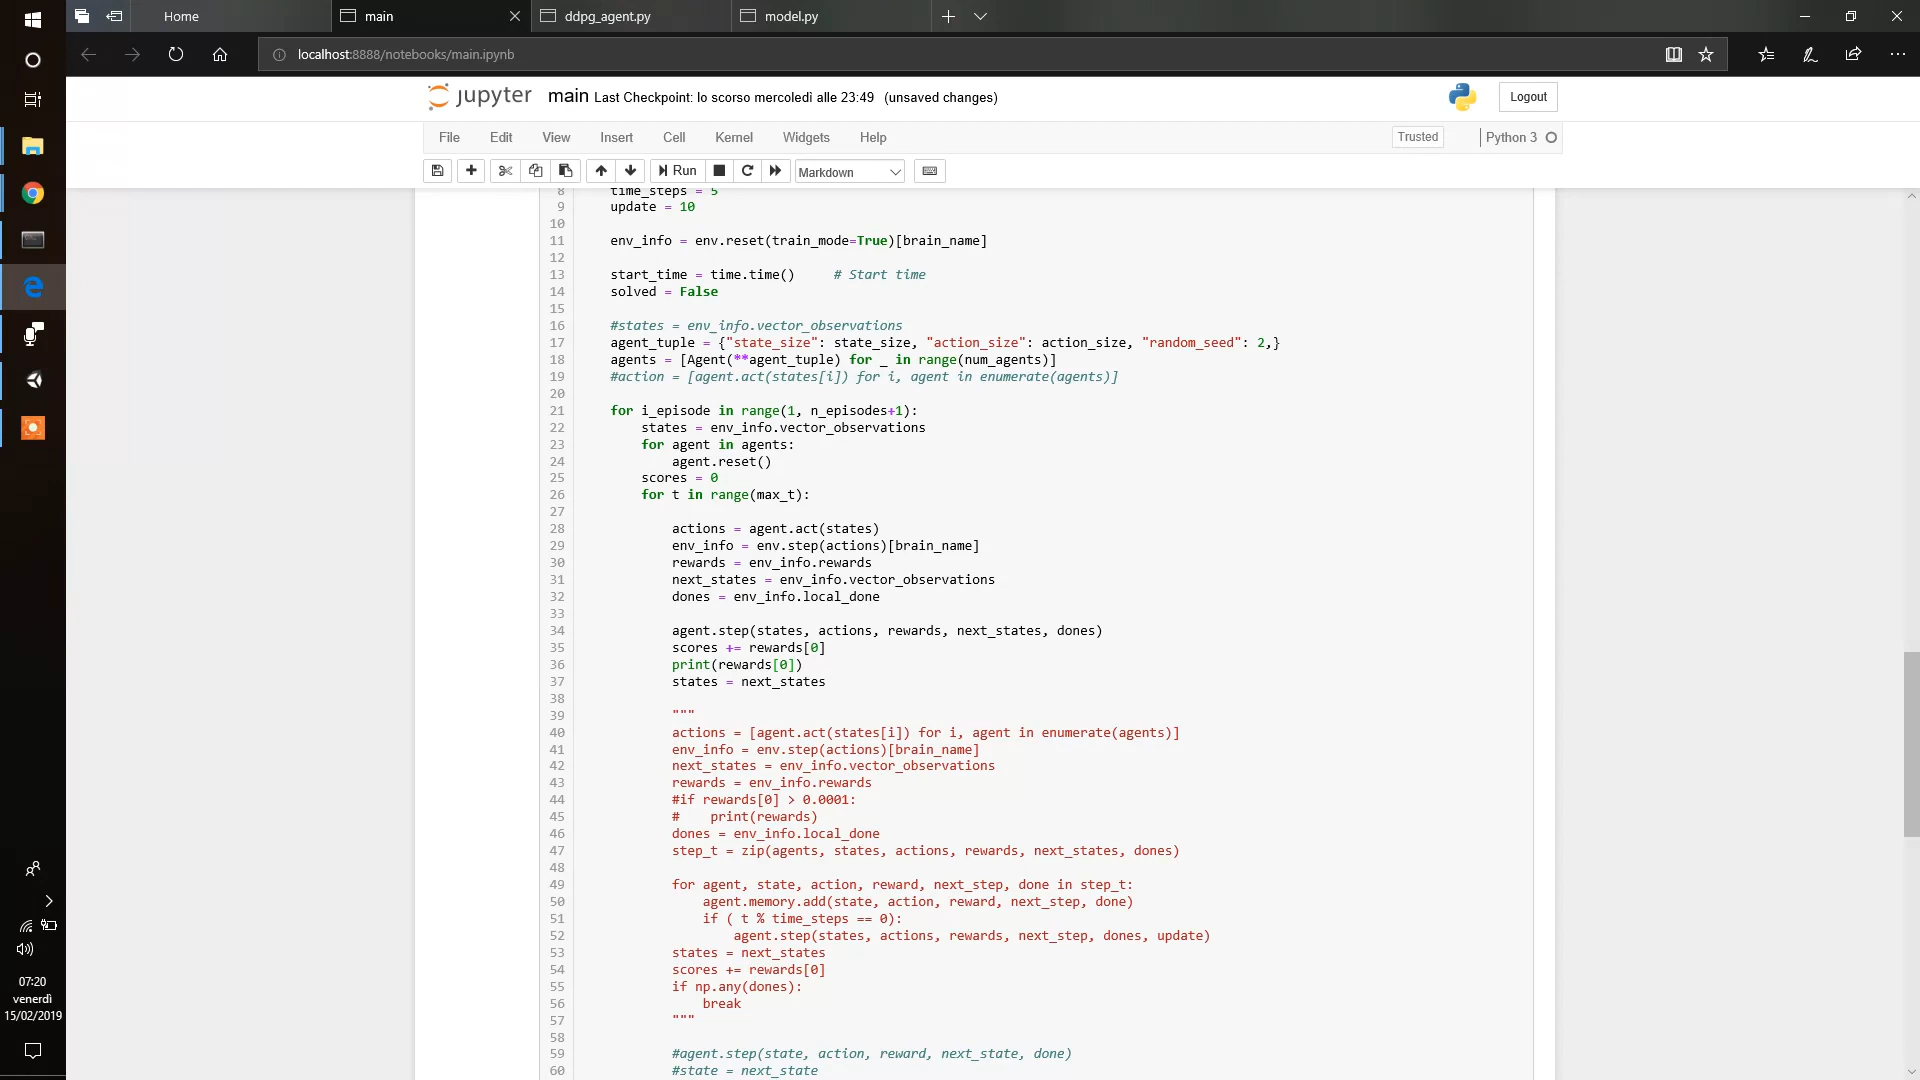 Home
main
ddpg_agent.py
model.py
localhost:8888/notebooks/main.ipynb
jupyter main Last Checkpoint: lo scorso mercoledì alle 23:49 (unsaved changes)
Logout
File Edit View Insert Cell Kernel Widgets Help
Trusted
Python 3
Run
Markdown
8 time_steps = 5
9 update = 10
10
11 env_info = env.reset(train_mode=True)[brain_name]
12
13 start_time = time.time() # Start time
14 solved = False
15
16 #states = env_info.vector_observations
17 agent_tuple = {"state_size": state_size, "action_size": action_size, "random_seed": 2,}
18 agents = [Agent(**agent_tuple) for _ in range(num_agents)]
19 #action = [agent.act(states[i]) for i, agent in enumerate(agents)]
20
21 for i_episode in range(1, n_episodes+1):
22 states = env_info.vector_observations
23 for agent in agents:
24 agent.reset()
25 scores = 0
26 for t in range(max_t):
27
28 actions = agent.act(states)
29 env_info = env.step(actions)[brain_name]
30 rewards = env_info.rewards
31 next_states = env_info.vector_observations
32 dones = env_info.local_done
33
34 agent.step(states, actions, rewards, next_states, dones)
35 scores += rewards[0]
36 print(rewards[0])
37 states = next_states
38
39 """
40 actions = [agent.act(states[i]) for i, agent in enumerate(agents)]
41 env_info = env.step(actions)[brain_name]
42 next_states = env_info.vector_observations
43 rewards = env_info.rewards
44 #if rewards[0] > 0.0001:
45 # print(rewards)
46 dones = env_info.local_done
47 step_t = zip(agents, states, actions, rewards, next_states, dones)
48
49 for agent, state, action, reward, next_step, done in step_t:
50 agent.memory.add(state, action, reward, next_step, done)
51 if ( t % time_steps == 0):
52 agent.step(states, actions, rewards, next_step, dones, update)
53 states = next_states
54 scores += rewards[0]
55 if np.any(dones):
56 break
57 """
58
59 #agent.step(state, action, reward, next_state, done)
60 #state = next_state
07:20
venerdì
15/02/2019